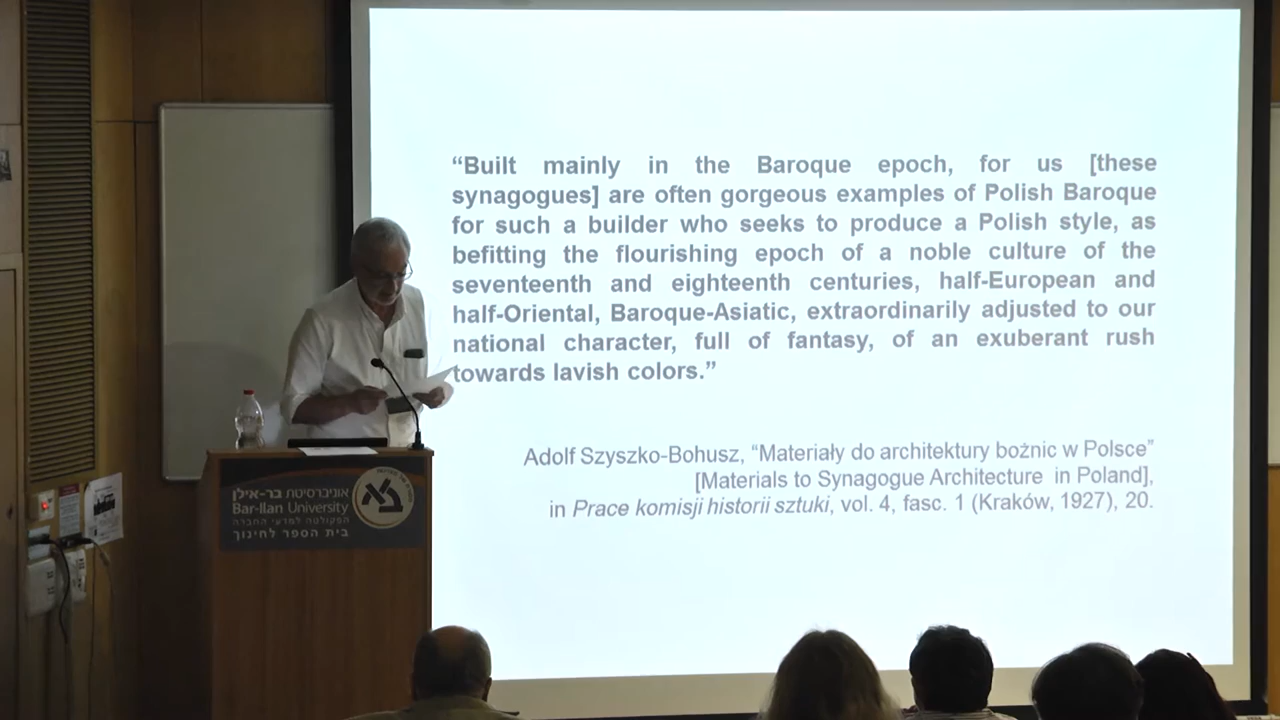 “Built mainly in the Baroque epoch, for us [these
synagogues] are often gorgeous examples of Polish Baroque
for such a builder who seeks to produce a Polish style, as
befitting the flourishing epoch of a noble culture of the
seventeenth and eighteenth centuries, half-European and
half-Oriental, Baroque-Asiatic, extraordinarily adjusted to our
national character, full of fantasy, of an exuberant rush
towards lavish colors.”
Adolf Szyszko-Bohusz, “Materiały do architektury bożnic w Polsce”
[Materials to Synagogue Architecture in Poland],
in Prace komisji historii sztuki, vol. 4, fasc. 1 (Kraków, 1927), 20.
אוניברסיטת בר-אילן
Bar-Ilan University
הפקולטה למדעי החברה
בית הספר לחינוך